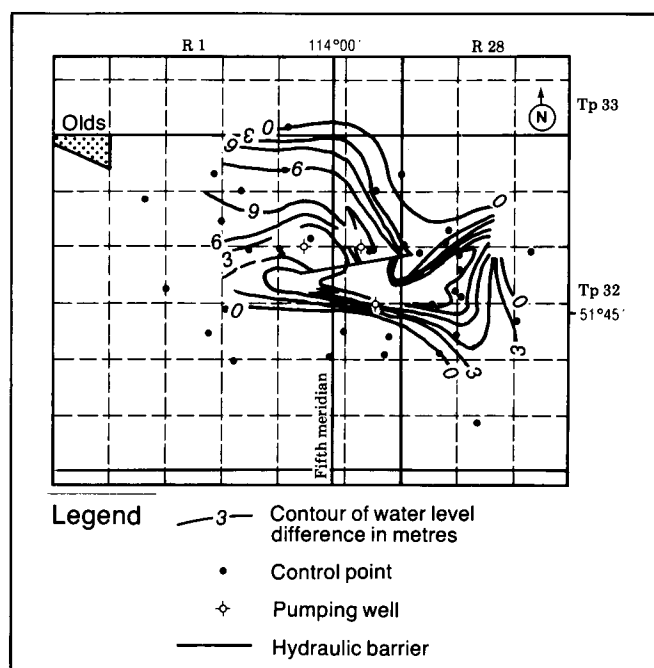 R 1 114°00' R 28
Tp 33
N
Olds
0
3
6
9
6
9
3
0
0
Tp 32
51°45'
0
3
3
0
Fifth meridian
Legend
3 Contour of water level
difference in metres
Control point
Pumping well
Hydraulic barrier